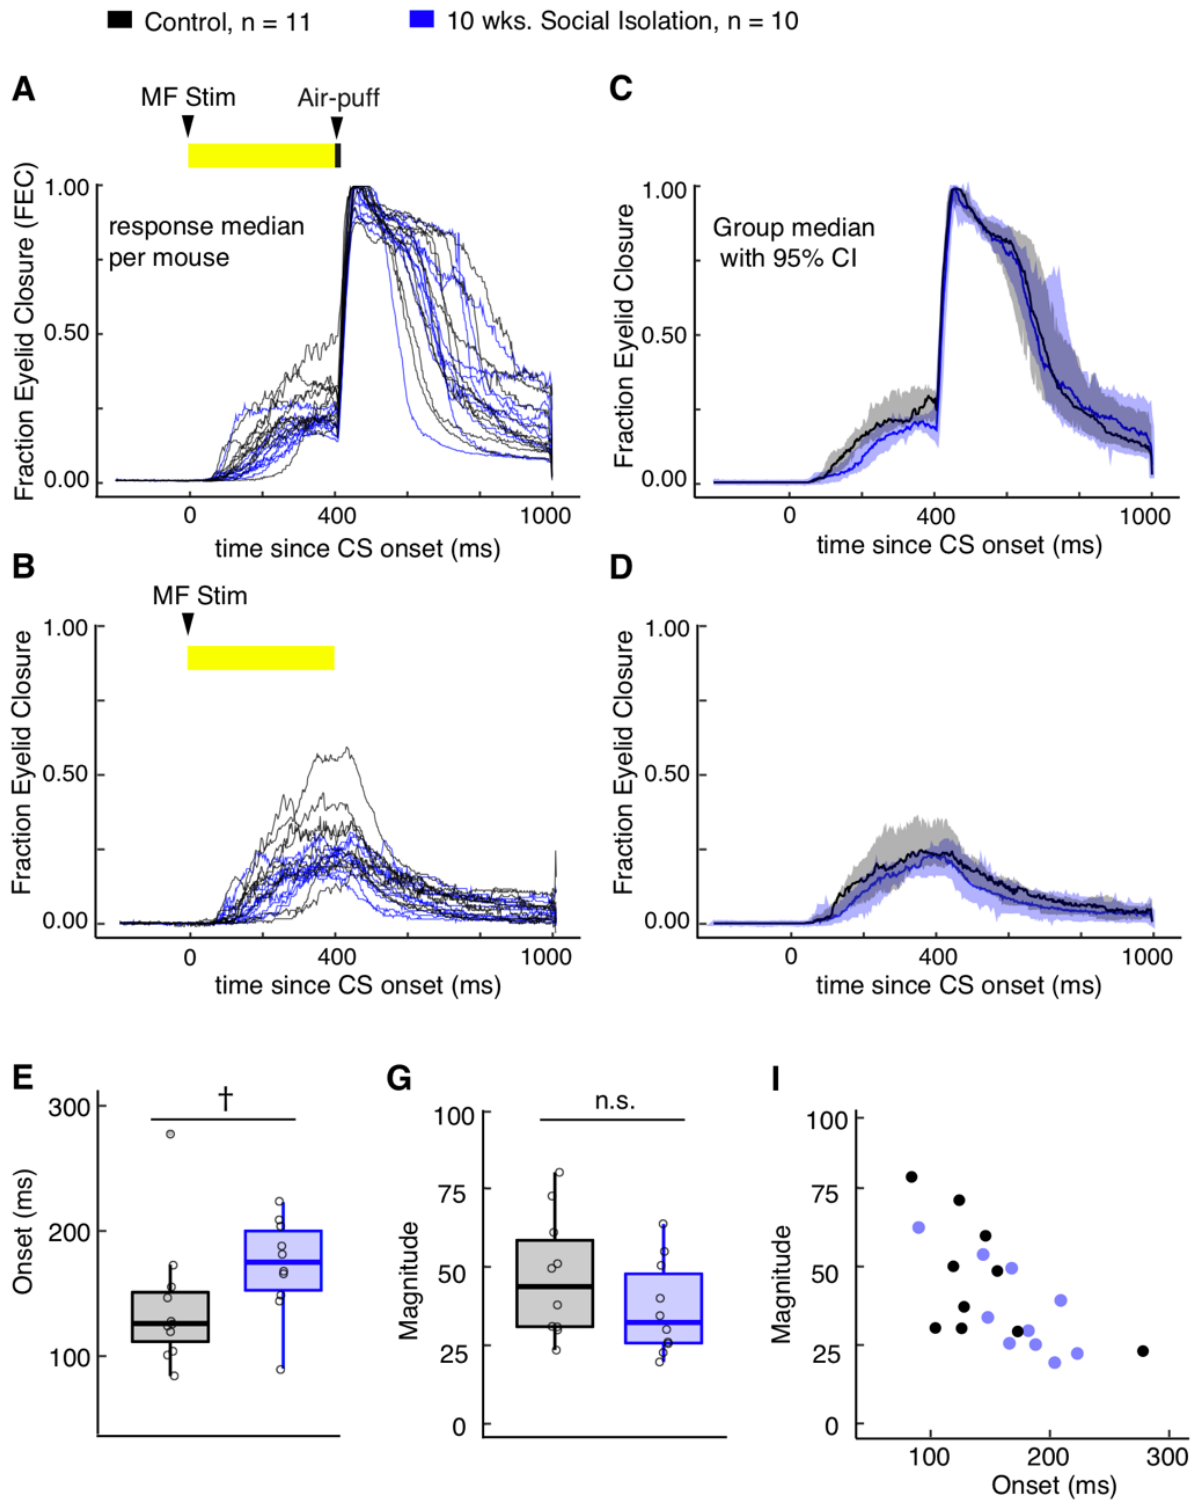 Control, n = 11
10 wks. Social Isolation, n = 10
A
MF Stim
Air-puff
Fraction Eyelid Closure (FEC)
1.00
0.50
0.00
response median
per mouse
0
400
1000
time since CS onset (ms)
C
Fraction Eyelid Closure
1.00
0.50
0.00
Group median
with 95% CI
0
400
1000
time since CS onset (ms)
B
MF Stim
Fraction Eyelid Closure
1.00
0.50
0.00
0
400
1000
time since CS onset (ms)
D
Fraction Eyelid Closure
1.00
0.50
0.00
0
400
1000
time since CS onset (ms)
E
Onset (ms)
300
200
100
†
G
Magnitude
100
75
50
25
0
n.s.
I
Magnitude
100
75
50
25
0
100
200
300
Onset (ms)